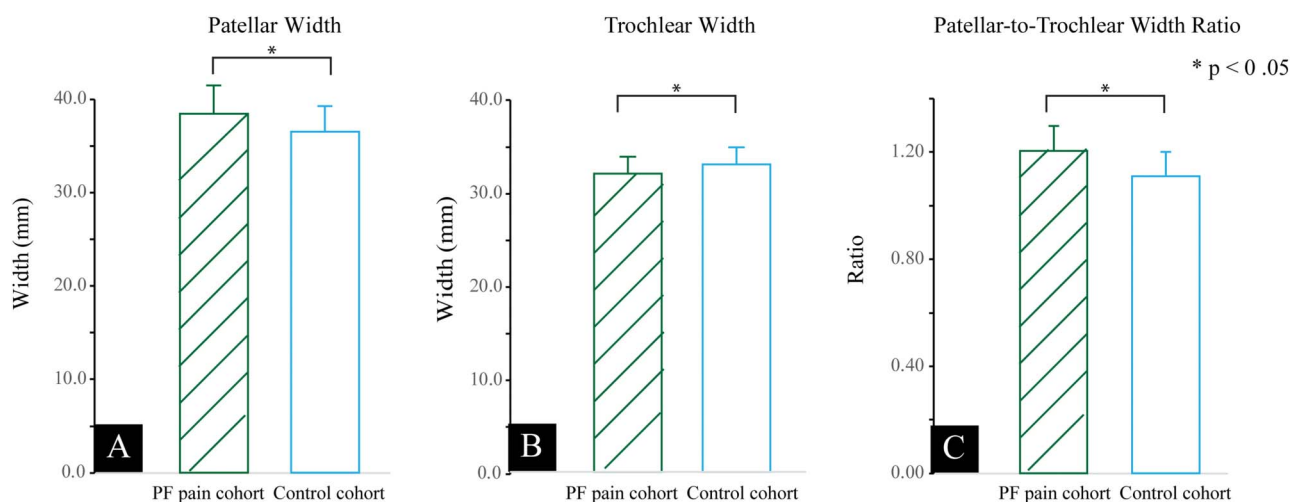 Patellar Width
*
40.0
30.0
20.0
10.0
0.0
Width (mm)
A
PF pain cohort
Control cohort
Trochlear Width
*
40.0
30.0
20.0
10.0
0.0
Width (mm)
B
PF pain cohort
Control cohort
Patellar-to-Trochlear Width Ratio
* p < 0 .05
*
1.20
0.80
0.40
0.00
Ratio
C
PF pain cohort
Control cohort